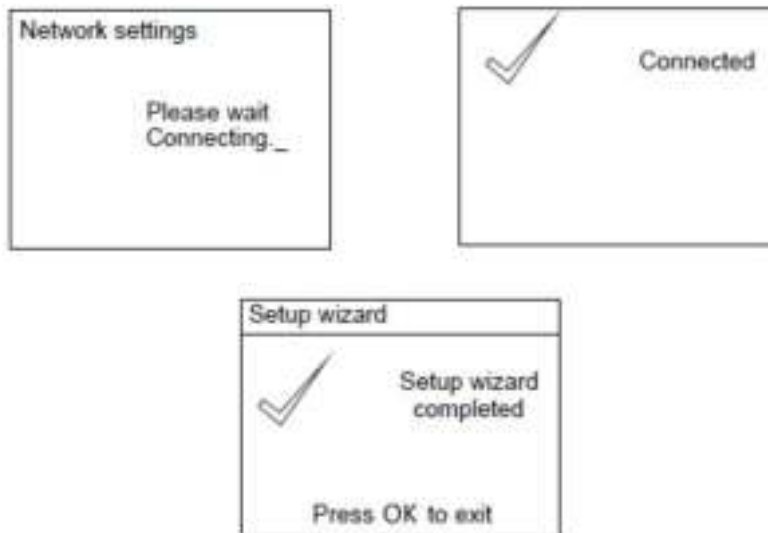 Network settings
Please wait
Connecting._
Connected
Setup wizard
Setup wizard
completed
Press OK to exit